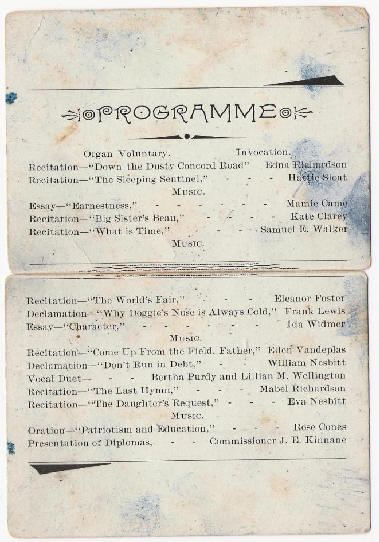 PROGRAMME
Organ Voluntary. Invocation.
Recitation—"Down the Dusty Concord Road" Edna Richardson
Recitation—"The Sleeping Sentinel," - - - Hattie Sloat
MUSIC.
Essay—"Earnestness," - - - - Mamie Cane
Recitation—"Big Sister's Beau," - - - Kate Clarey
Recitation—"What is Time," - - - Samuel E. Walker
MUSIC.
Recitation—"The World's Fair," - - - Eleanor Foster
Declamation—"Why Doggie's Nose is Always Cold," Frank Lewis
Essay—"Character," - - - - Ida Widmer
MUSIC.
Recitation—"Come Up From the Field, Father," Ellen Vandeplas
Declamation—"Don't Run in Debt," - - William Nesbitt
Vocal Duet— - - Bertha Purdy and Lillian M. Wellington
Recitation—"The Last Hymn," - - Mabel Richardson
Recitation—"The Daughter's Request," - - - Eva Nesbitt
MUSIC.
Oration—"Patriotism and Education," - - Rose Cones
Presentation of Diplomas, - - Commissioner J. E. Kinnane